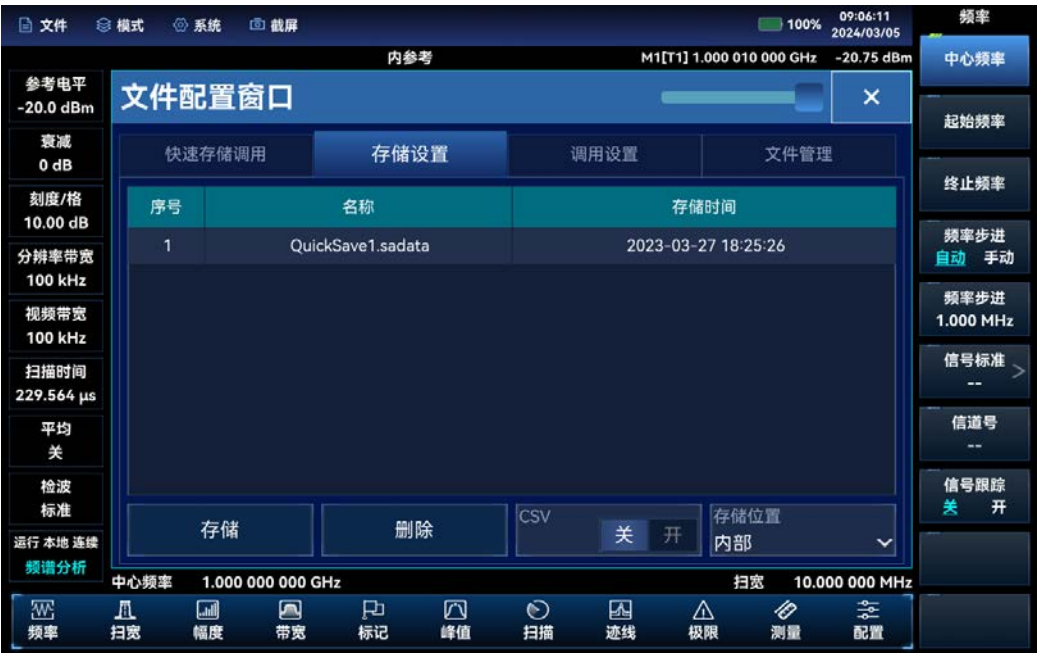 文件 模式 系统 截屏 100% 09:06:11
2024/03/05
频率
内参考 M1[T1] 1.000 010 000 GHz -20.75 dBm
参考电平
-20.0 dBm
衰减
0 dB
刻度/格
10.00 dB
分辨率带宽
100 kHz
视频带宽
100 kHz
扫描时间
229.564 μs
平均
关
检波
标准
运行 本地 连续
频谱分析
文件配置窗口
快速存储调用 存储设置 调用设置 文件管理
序号 名称 存储时间
1 QuickSave1.sadata 2023-03-27 18:25:26
存储 删除
CSV
关 开
存储位置
内部
中心频率 1.000 000 000 GHz 扫宽 10.000 000 MHz
中心频率
起始频率
终止频率
频率步进
自动 手动
频率步进
1.000 MHz
信号标准 >
--
信道号
--
信号跟踪
关 开
频率 扫宽 幅度 带宽 标记 峰值 扫描 迹线 极限 测量 配置